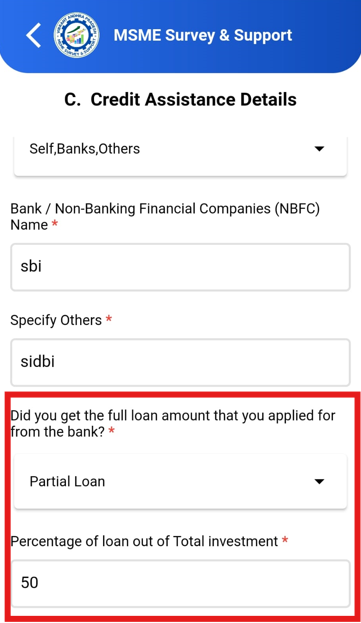 MSME Survey & Support
C. Credit Assistance Details
Self,Banks,Others
Bank / Non-Banking Financial Companies (NBFC)
Name *
sbi
Specify Others *
sidbi
Did you get the full loan amount that you applied for
from the bank? *
Partial Loan
Percentage of loan out of Total investment *
50